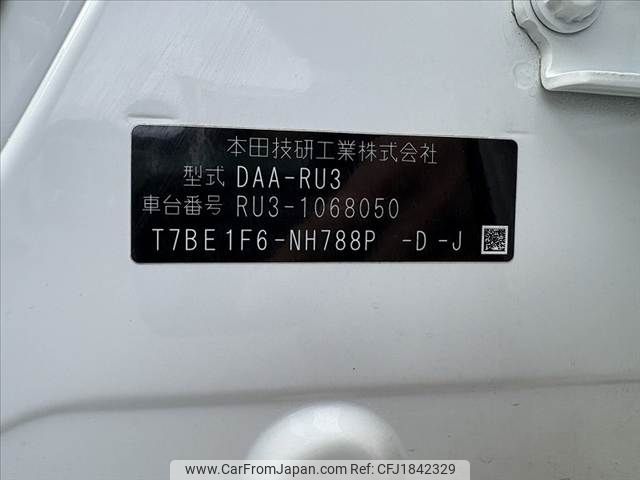 本田技研工業株式会社
型式 DAA-RU3
車台番号 RU3-1068050
T7BE1F6-NH788P -D-J
www.CarFromJapan.com Ref ID: CFJ1842329